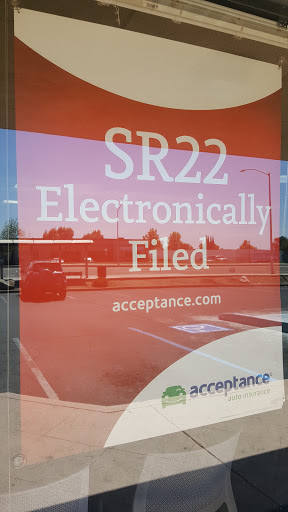 SR22
Electronically
Filed
acceptance.com
acceptance
auto insurance